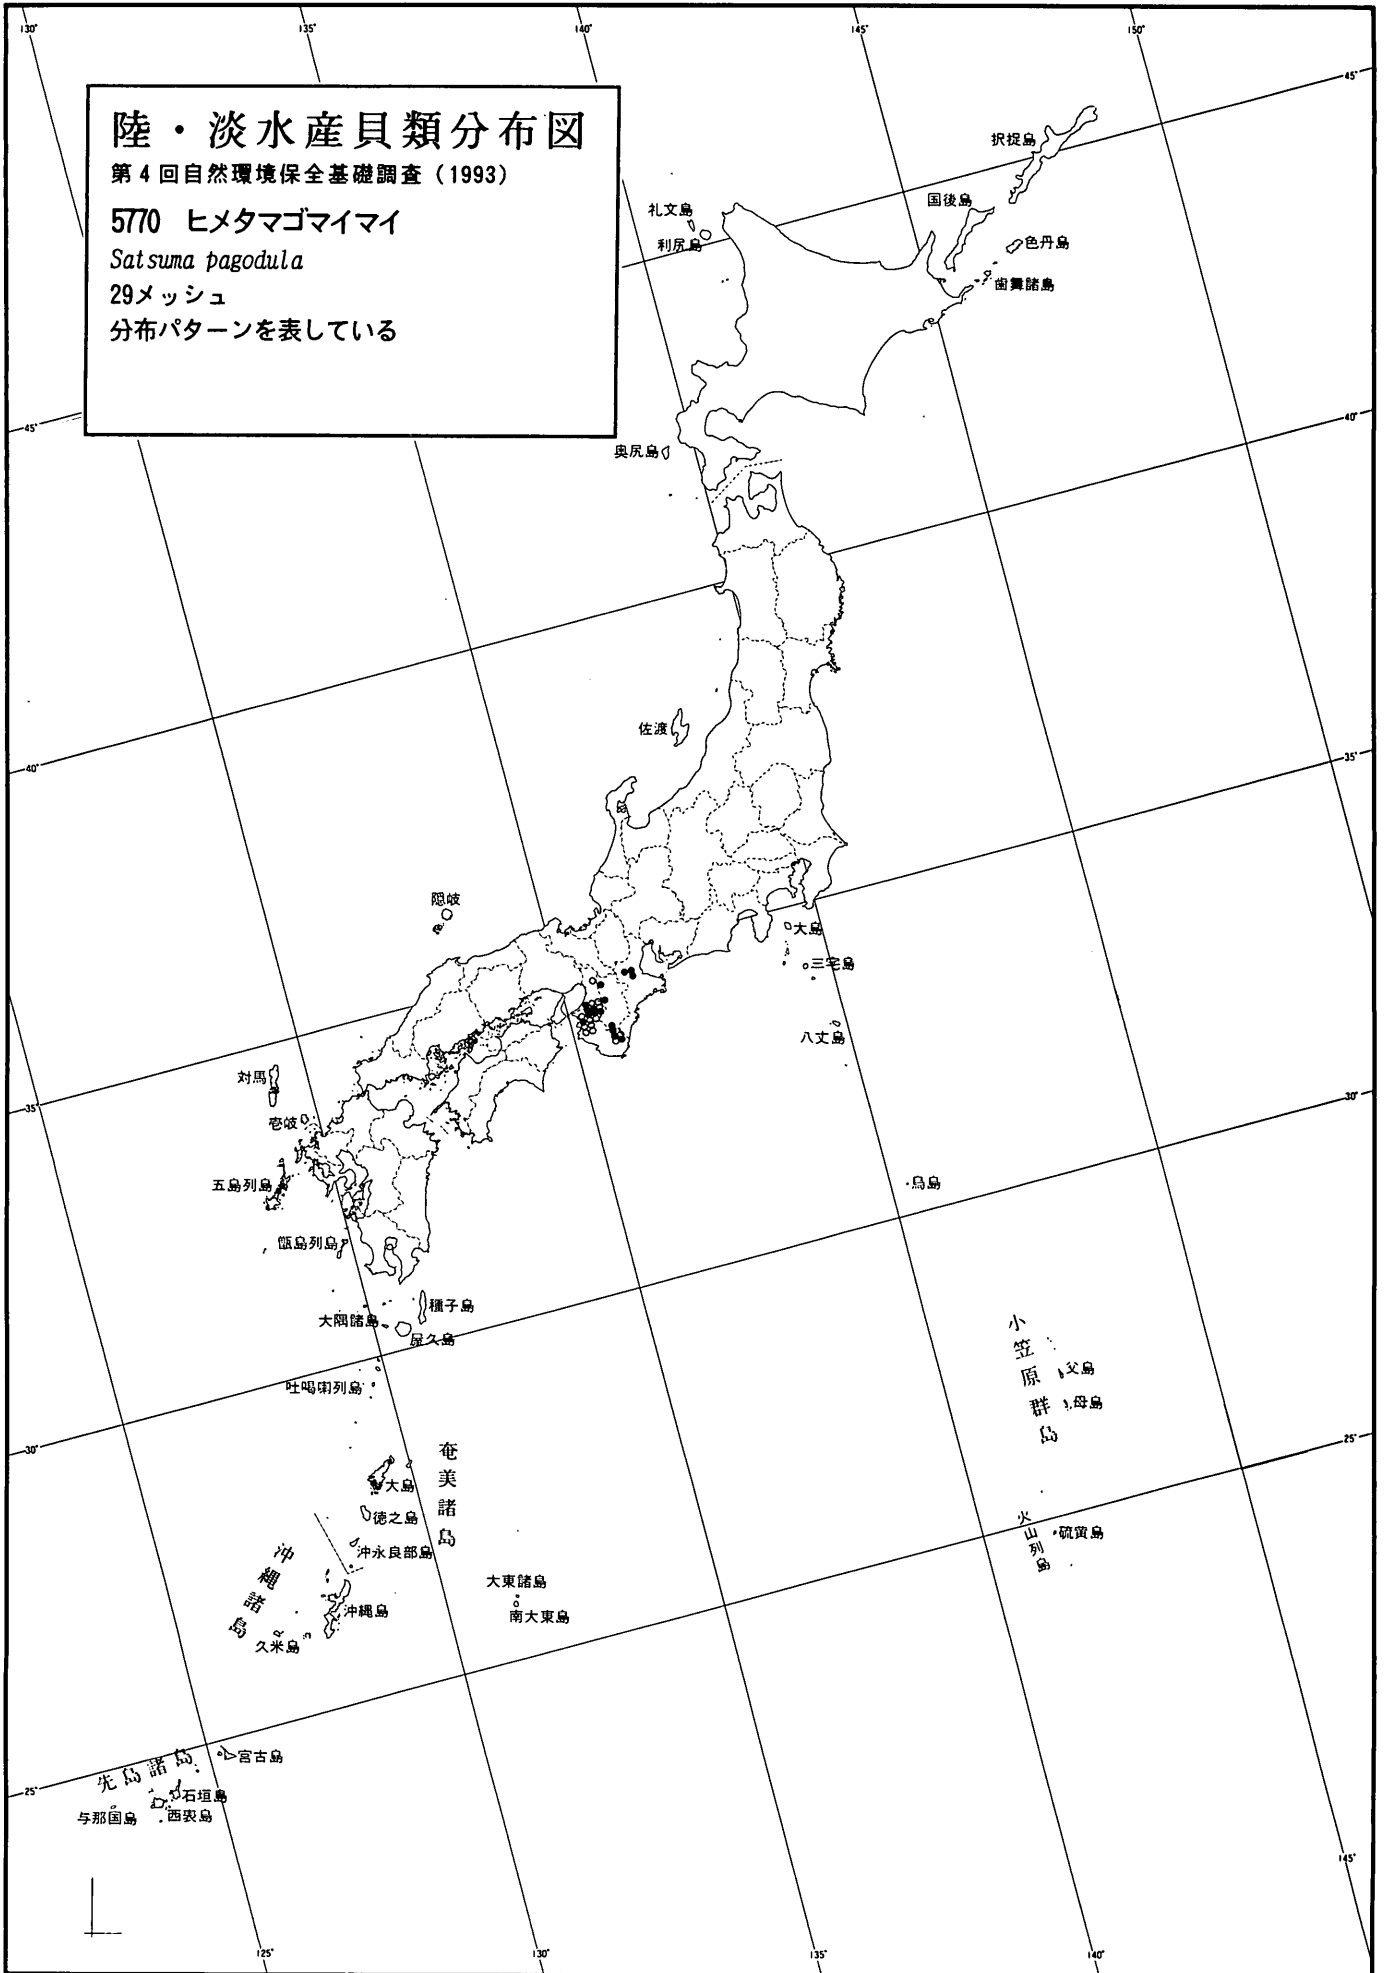 陸・淡水産貝類分布図
第4回自然環境保全基礎調査（1993）
5770 ヒメタマゴマイマイ
Satsuma pagodula
29メッシュ
分布パターンを表している
130°
135°
140°
145°
150°
45°
択捉島
国後島
礼文島
利尻島
色丹島
歯舞諸島
45°
40°
奥尻島
佐渡
40°
35°
隠岐
大島
三宅島
八丈島
対馬
35°
壱岐
30°
五島列島
鳥島
甑島列島
種子島
大隅諸島
屋久島
小笠原群島
父島
吐喝喇列島
母島
30°
25°
奄美諸島
大島
徳之島
火山列島
硫黄島
沖永良部島
沖縄諸島
大東諸島
沖縄島
南大東島
久米島
先島諸島
宮古島
25°
石垣島
与那国島
西表島
145°
125°
130°
135°
140°